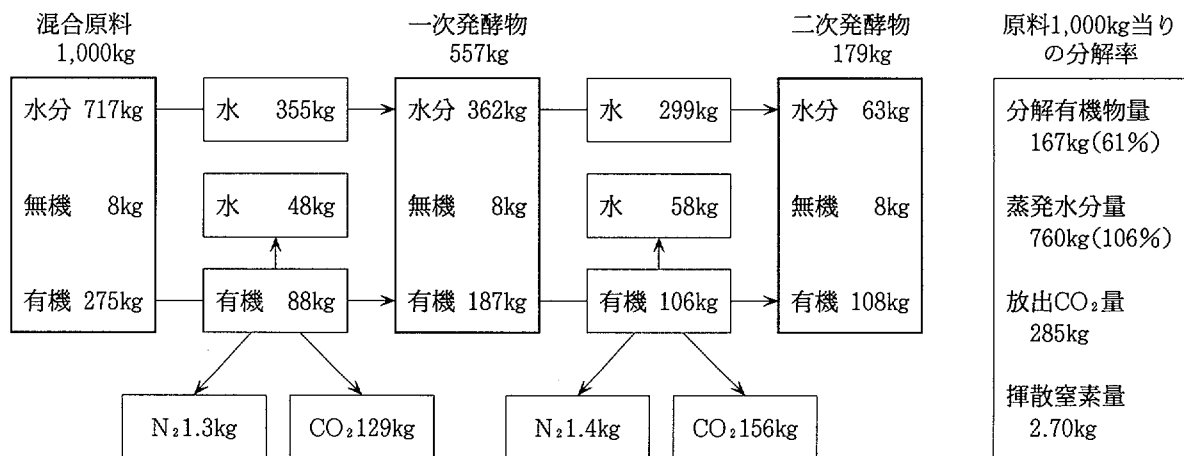 混合原料
1,000kg
一次発酵物
557kg
二次発酵物
179kg
原料1,000kg当り
の分解率
水分 717kg
水 355kg
水分 362kg
水 299kg
水分 63kg
分解有機物量
167kg(61%)
無機 8kg
水 48kg
無機 8kg
水 58kg
無機 8kg
蒸発水分量
760kg(106%)
有機 275kg
有機 88kg
有機 187kg
有機 106kg
有機 108kg
放出CO₂量
285kg
N₂1.3kg
CO₂129kg
N₂1.4kg
CO₂156kg
揮散窒素量
2.70kg